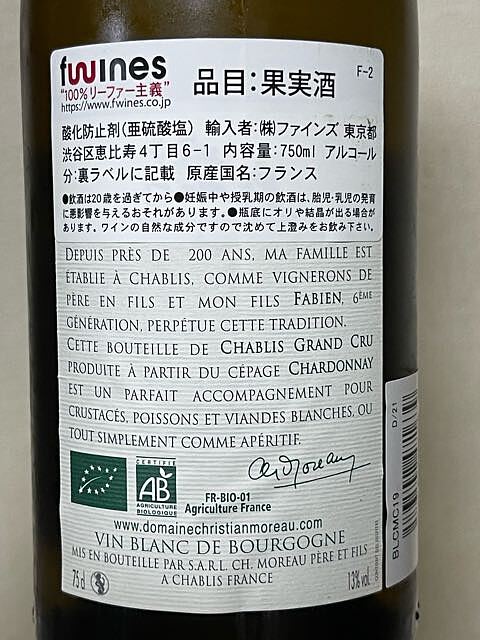 fwines
"100%リーファー主義"
https://www.fwines.co.jp
品目：果実酒
F-2
酸化防止剤(亜硫酸塩) 輸入者：㈱ファインズ 東京都
渋谷区恵比寿4丁目6-1 内容量：750ml アルコール
分：裏ラベルに記載 原産国名：フランス
●飲酒は20歳を過ぎてから●妊娠中や授乳期の飲酒は、胎児・乳児の発育
に悪影響を与えるおそれがあります。●瓶底にオリや結晶が出る場合が
あります。ワインの自然な成分ですので沈めて上澄みをお飲み下さい。
DEPUIS PRÈS DE 200 ANS, MA FAMILLE EST
ÉTABLIE À CHABLIS, COMME VIGNERONS DE
PÈRE EN FILS ET MON FILS FABIEN, 6ÈME
GÉNÉRATION, PERPÉTUE CETTE TRADITION.
CETTE BOUTEILLE DE CHABLIS GRAND CRU
PRODUITE À PARTIR DU CÉPAGE CHARDONNAY
EST UN PARFAIT ACCOMPAGNEMENT POUR
CRUSTACÉS, POISSONS ET VIANDES BLANCHES, OU
TOUT SIMPLEMENT COMME APÉRITIF.
CERTIFIÉ
AB
AGRICULTURE
BIOLOGIQUE
FR-BIO-01
Agriculture France
www.domainechristianmoreau.com
VIN BLANC DE BOURGOGNE
MIS EN BOUTEILLE PAR S.A.R.L. CH. MOREAU PÈRE ET FILS
À CHABLIS FRANCE
75 cl
13% vol.
BLCMC19
D/21